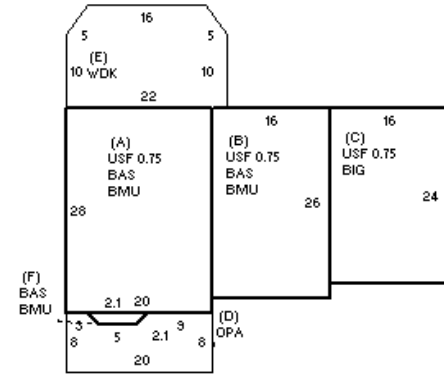 16
5 5
(E)
10 WDK 10
22
16 16
(A) (B) (C)
USF 0.75 USF 0.75 USF 0.75
BAS BAS BIG
BMU BMU
28 26 24
(F)
BAS
BMU
2.1 20
3 9
8 5 2.1 8
(D)
OPA
20